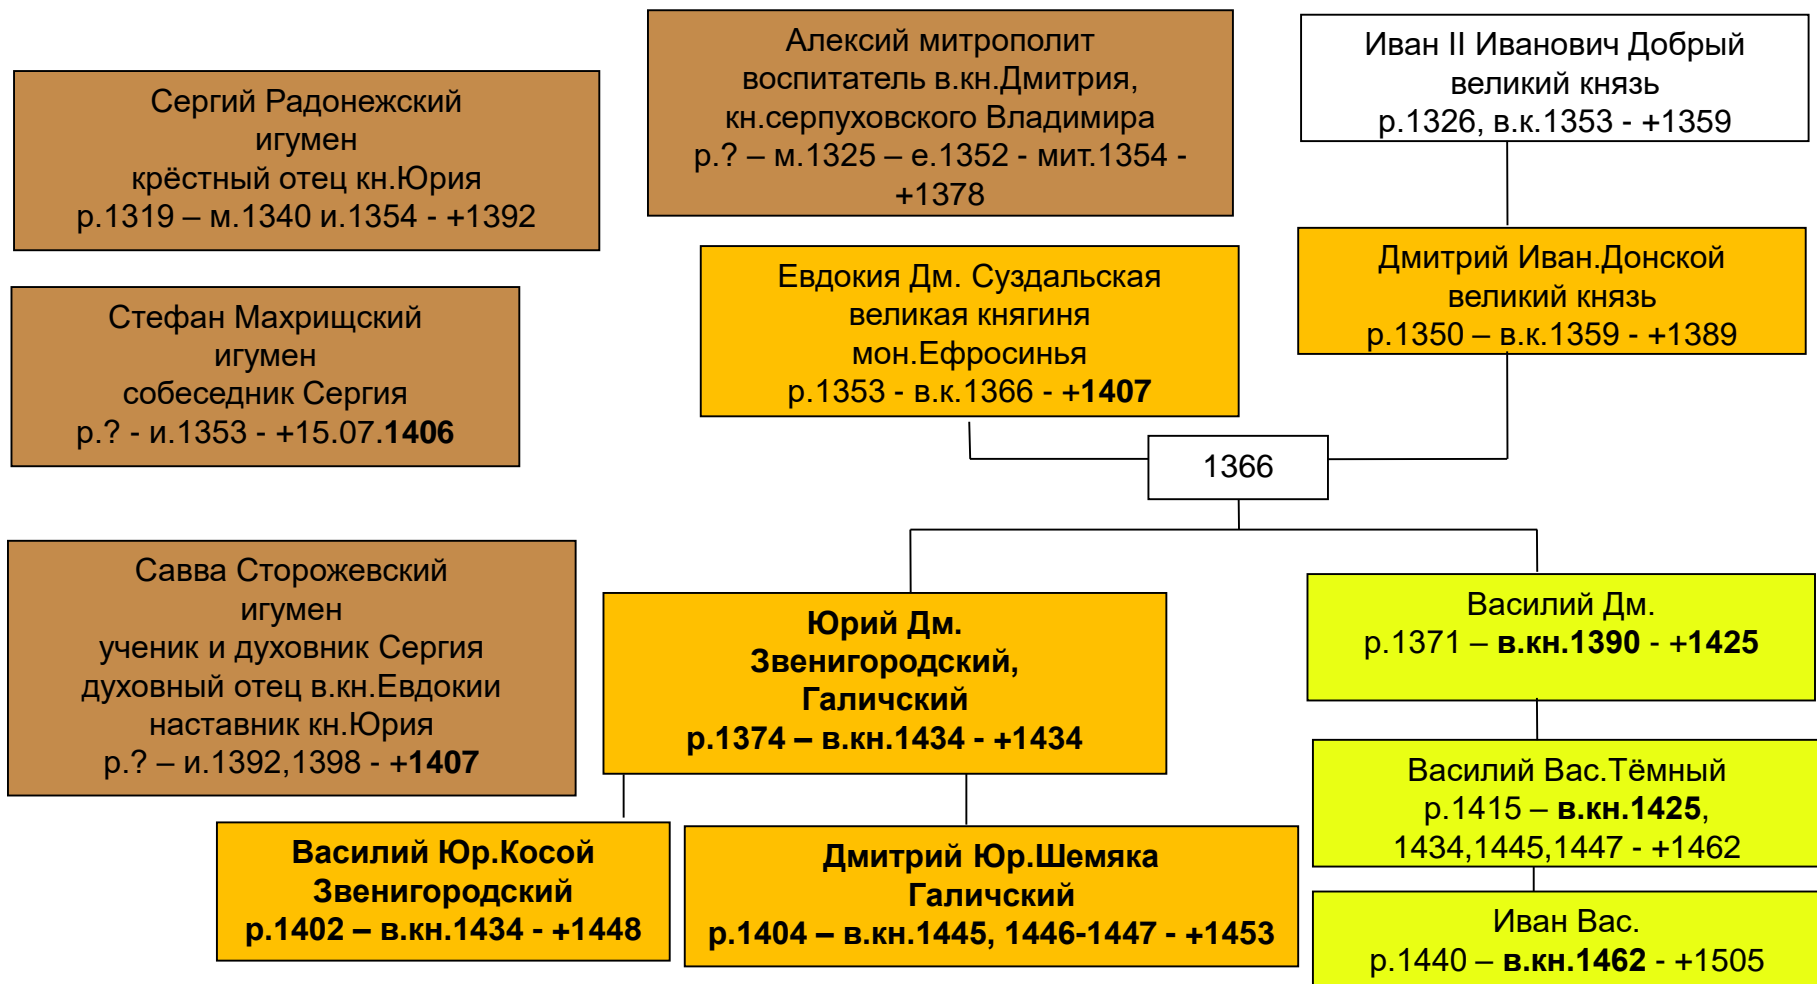 Алексий митрополит
воспитатель в.кн.Дмитрия,
кн.серпуховского Владимира
р.? – м.1325 – е.1352 - мит.1354 -
+1378
Иван II Иванович Добрый
великий князь
р.1326, в.к.1353 - +1359
Сергий Радонежский
игумен
крёстный отец кн.Юрия
р.1319 – м.1340 и.1354 - +1392
Евдокия Дм. Суздальская
великая княгиня
мон.Ефросинья
р.1353 - в.к.1366 - +1407
Дмитрий Иван.Донской
великий князь
р.1350 – в.к.1359 - +1389
Стефан Махрищский
игумен
собеседник Сергия
р.? - и.1353 - +15.07.1406
1366
Савва Сторожевский
игумен
ученик и духовник Сергия
духовный отец в.кн.Евдокии
наставник кн.Юрия
р.? – и.1392,1398 - +1407
Юрий Дм.
Звенигородский,
Галичский
р.1374 – в.кн.1434 - +1434
Василий Дм.
р.1371 – в.кн.1390 - +1425
Василий Вас.Тёмный
р.1415 – в.кн.1425,
1434,1445,1447 - +1462
Василий Юр.Косой
Звенигородский
р.1402 – в.кн.1434 - +1448
Дмитрий Юр.Шемяка
Галичский
р.1404 – в.кн.1445, 1446-1447 - +1453
Иван Вас.
р.1440 – в.кн.1462 - +1505